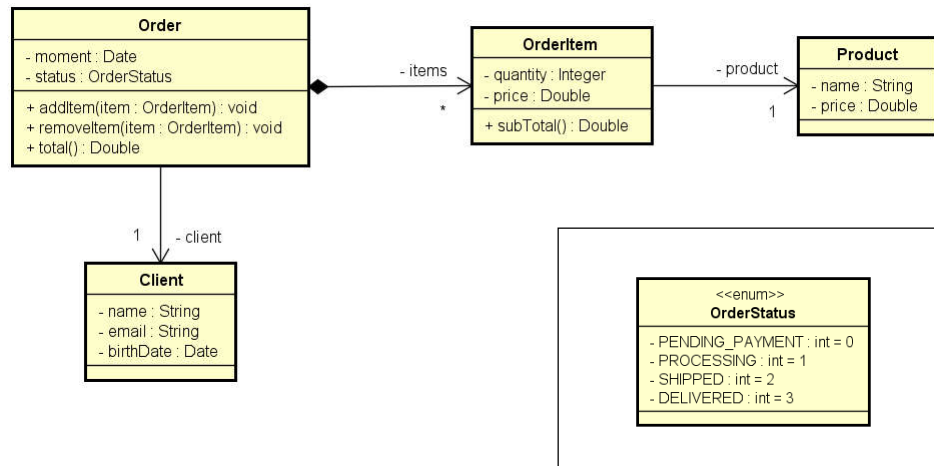 Order
- moment : Date
- status : OrderStatus
+ addItem(item : OrderItem) : void
+ removeItem(item : OrderItem) : void
+ total() : Double
- items
*
OrderItem
- quantity : Integer
- price : Double
+ subTotal() : Double
- product
1
Product
- name : String
- price : Double
1
- client
Client
- name : String
- email : String
- birthDate : Date
<<enum>>
OrderStatus
- PENDING_PAYMENT : int = 0
- PROCESSING : int = 1
- SHIPPED : int = 2
- DELIVERED : int = 3